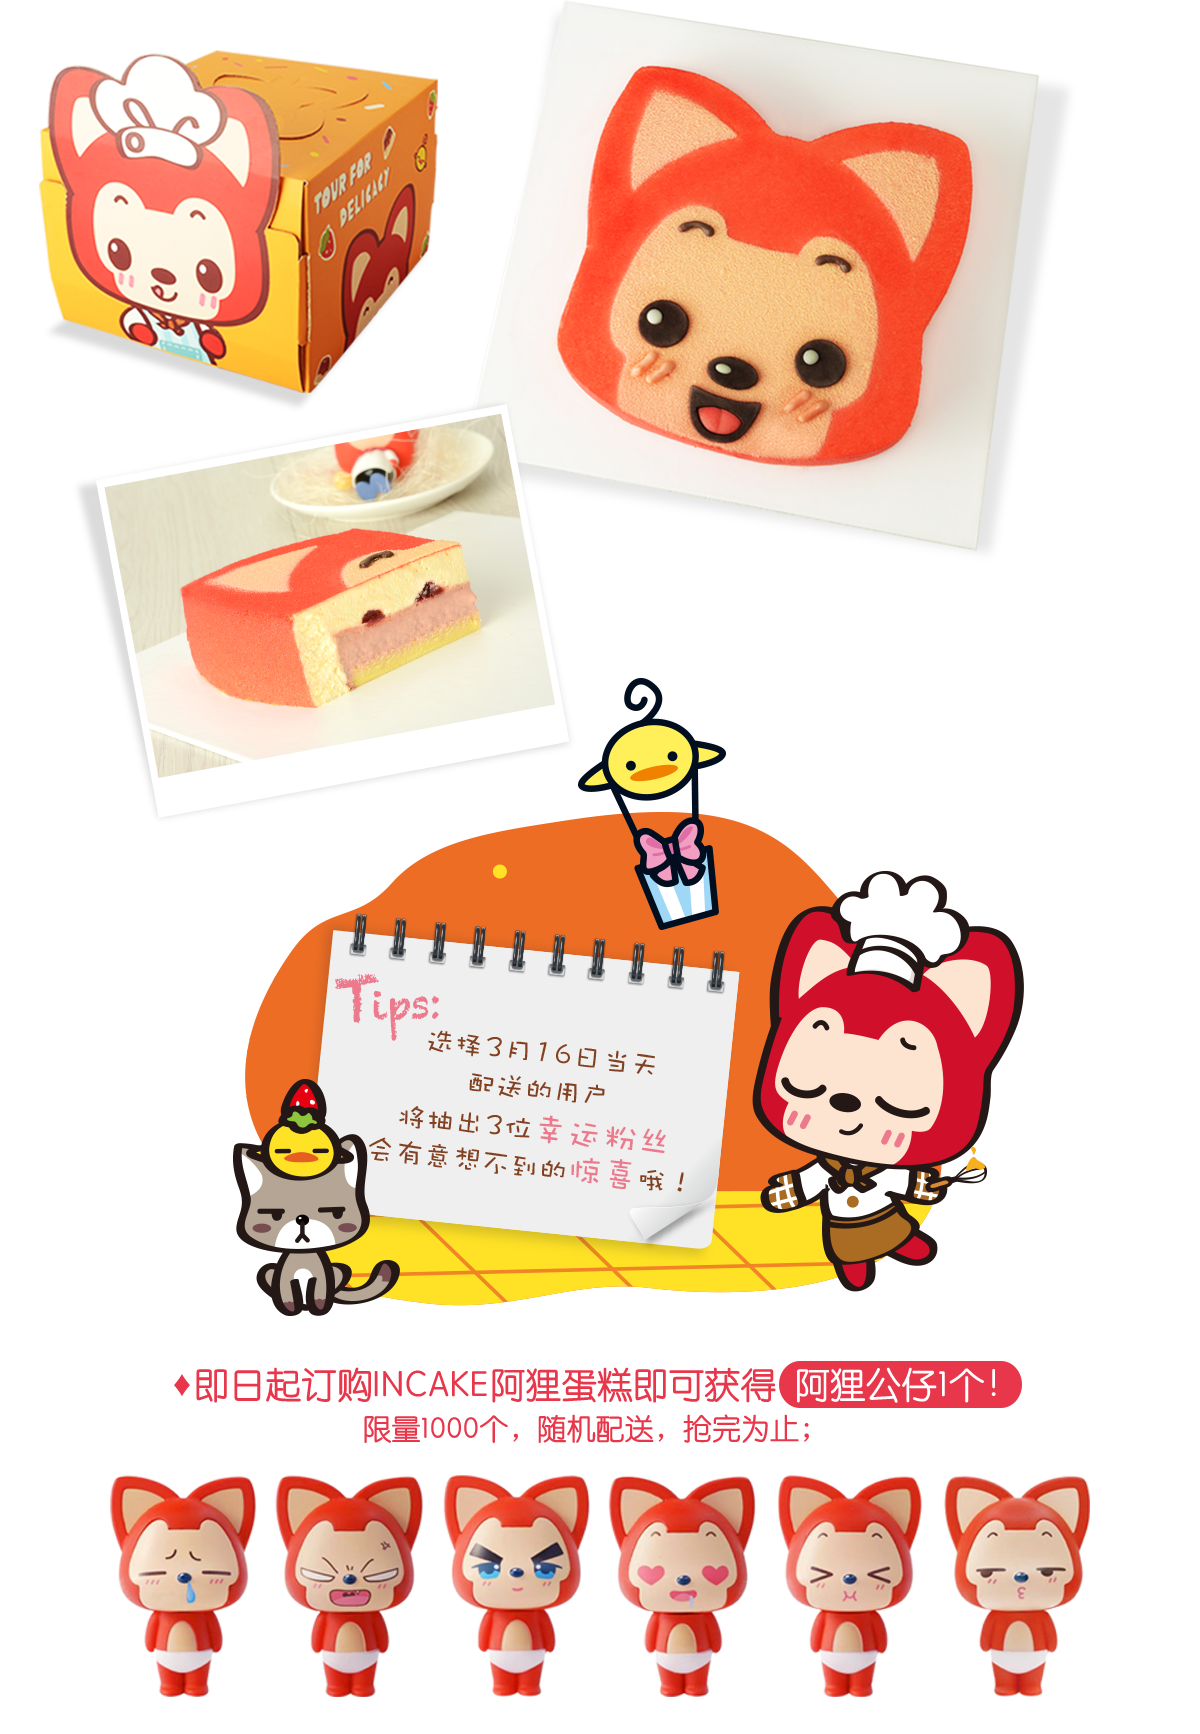 TOUR FOR
DELICACY
Tips:
选择3月16日当天
配送的用户
将抽出3位幸运粉丝
会有意想不到的惊喜哦！
♦即日起订购INCAKE阿狸蛋糕即可获得 阿狸公仔1个！
限量1000个，随机配送，抢完为止；